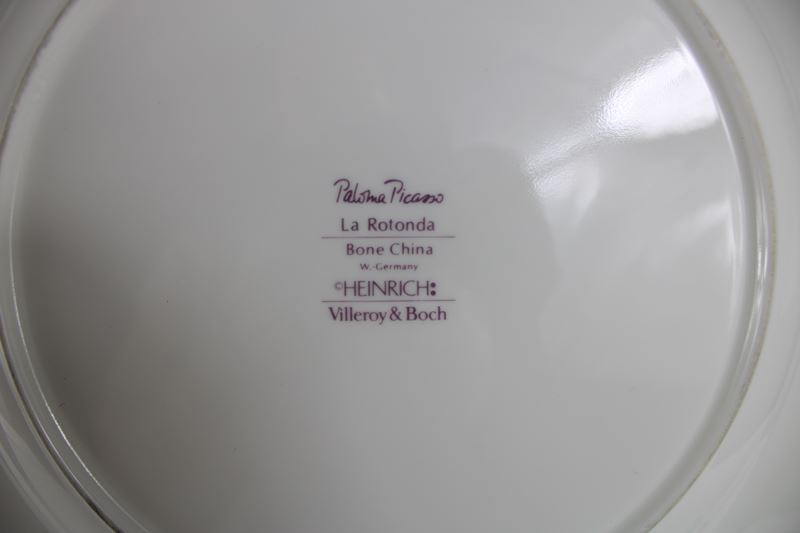 Paloma Picasso
La Rotonda
Bone China
W.-Germany
©HEINRICH:
Villeroy & Boch